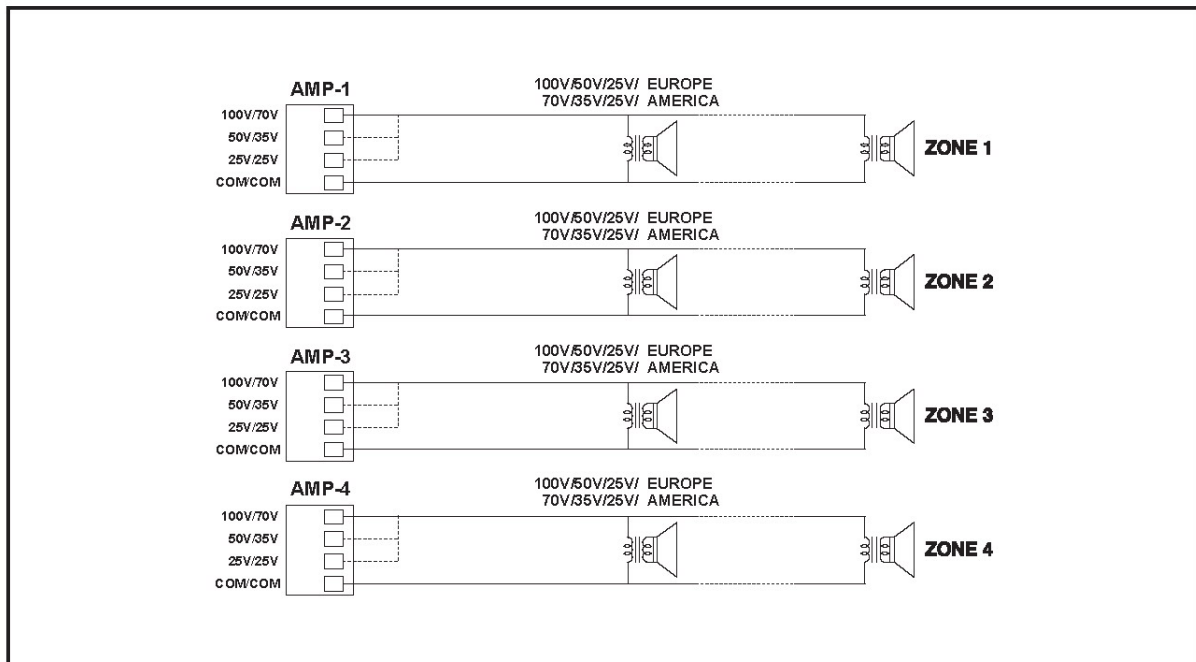 AMP-1
100V/50V/25V/ EUROPE
70V/35V/25V/ AMERICA
100V/70V
50V/35V
25V/25V
COM/COM
ZONE 1
AMP-2
100V/50V/25V/ EUROPE
70V/35V/25V/ AMERICA
100V/70V
50V/35V
25V/25V
COM/COM
ZONE 2
AMP-3
100V/50V/25V/ EUROPE
70V/35V/25V/ AMERICA
100V/70V
50V/35V
25V/25V
COM/COM
ZONE 3
AMP-4
100V/50V/25V/ EUROPE
70V/35V/25V/ AMERICA
100V/70V
50V/35V
25V/25V
COM/COM
ZONE 4